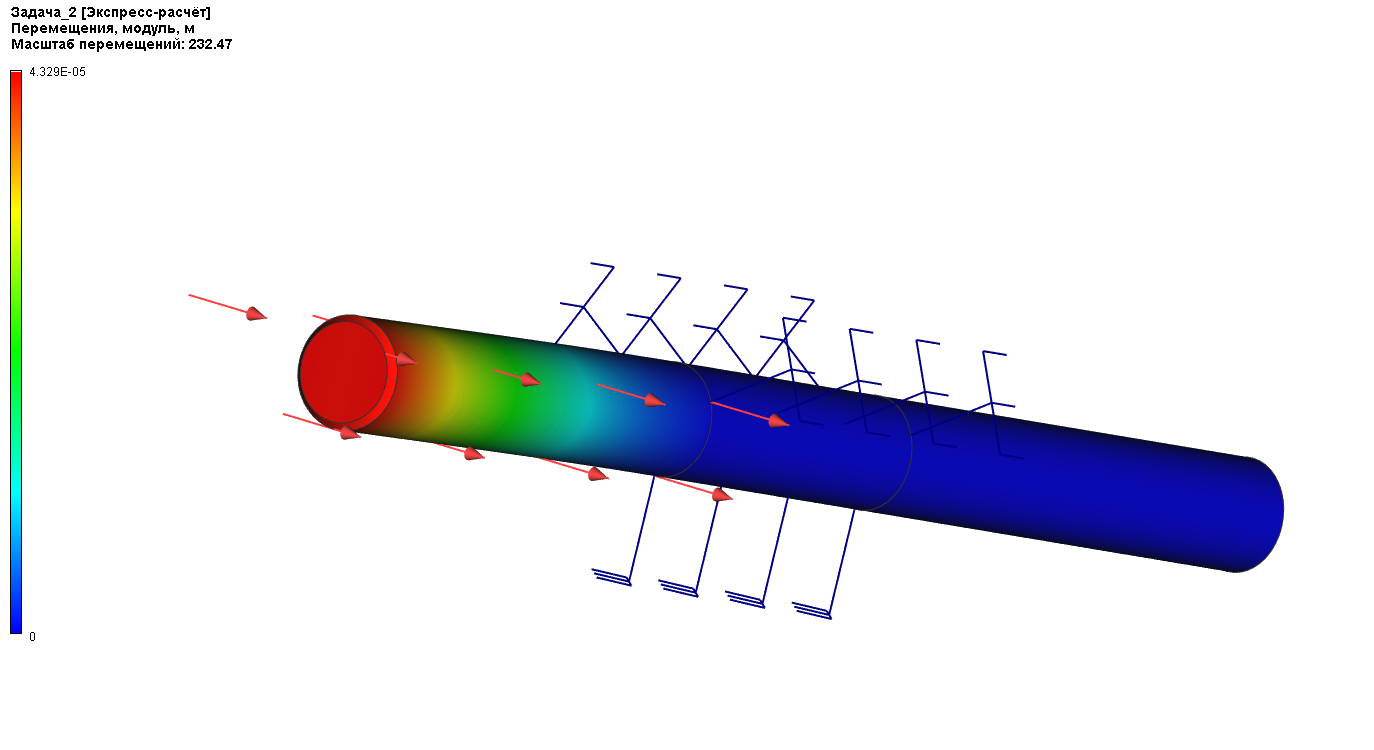 Задача_2 [Экспресс-расчёт]
Перемещения, модуль, м
Масштаб перемещений: 232.47
4.329E-05
0